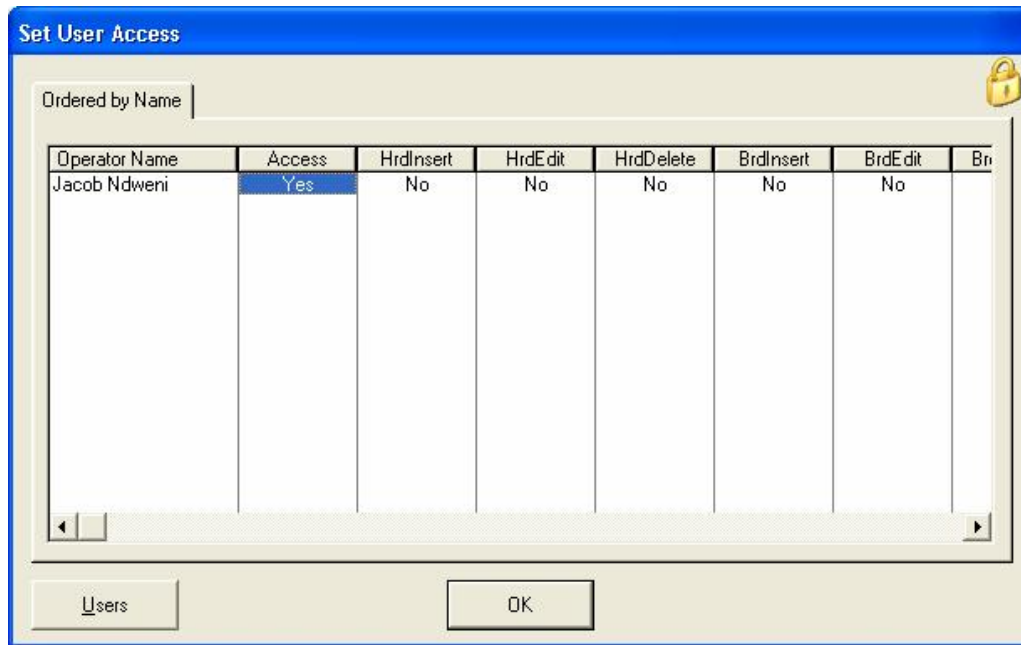 Set User Access
Ordered by Name
Operator Name Access HrdInsert HrdEdit HrdDelete BrdInsert BrdEdit Br
Jacob Ndweni Yes No No No No No
Users OK